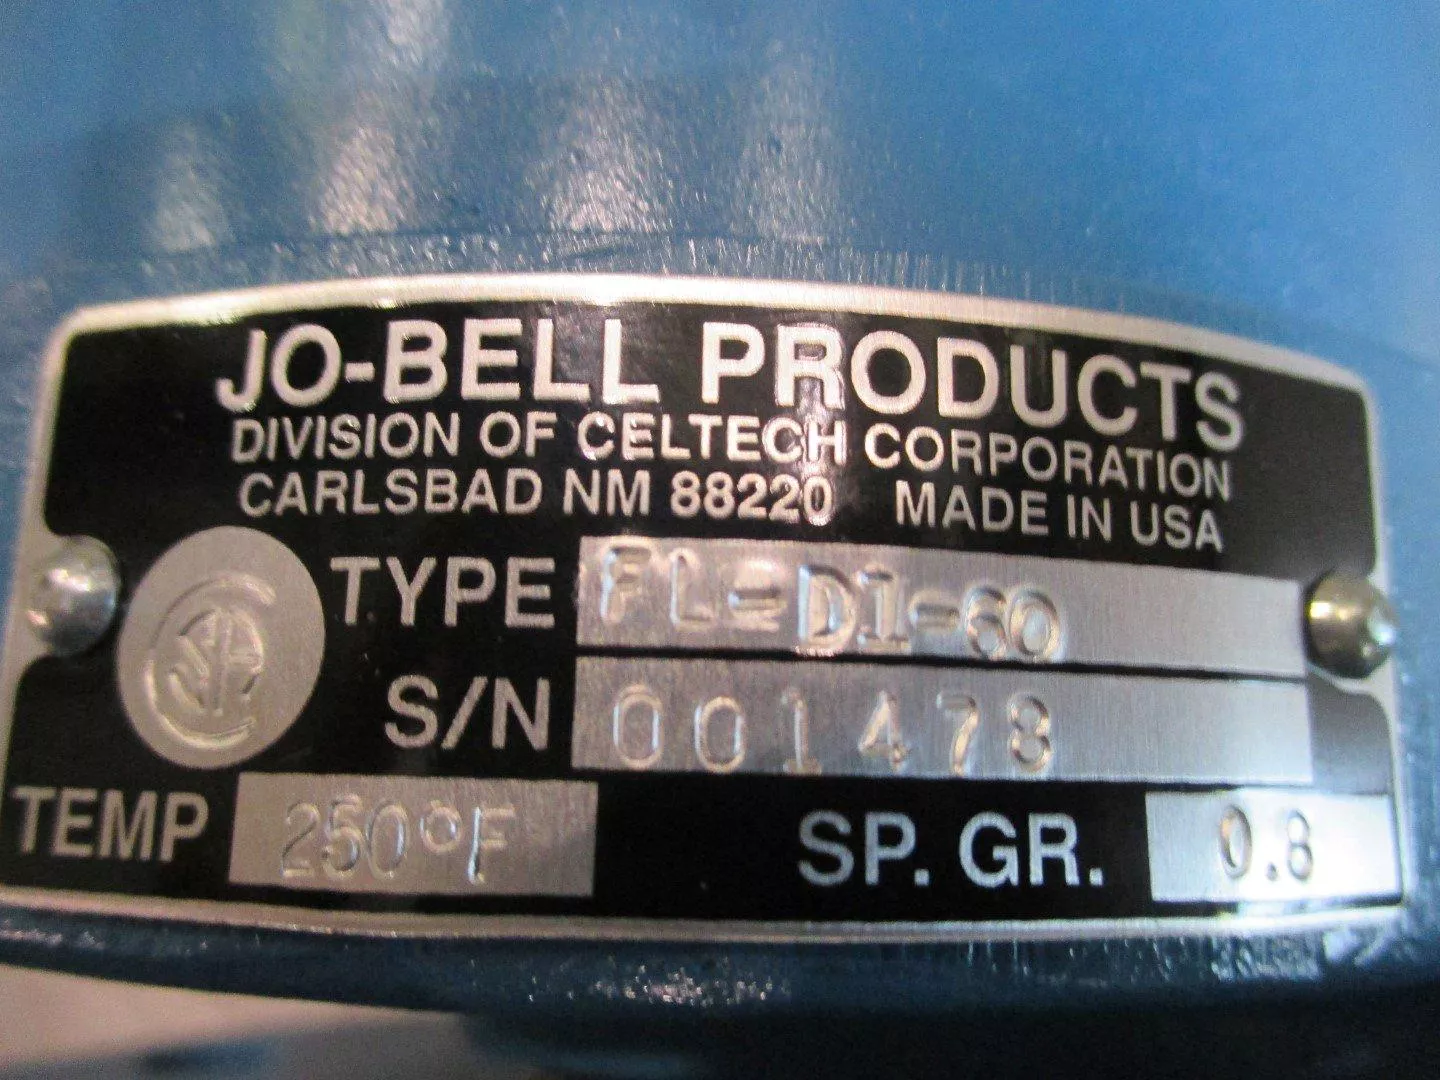 JO-BELL PRODUCTS
DIVISION OF CELTECH CORPORATION
CARLSBAD NM 88220 MADE IN USA
TYPE FL-D1-60
S/N 001478
TEMP 250°F SP. GR. 0.8